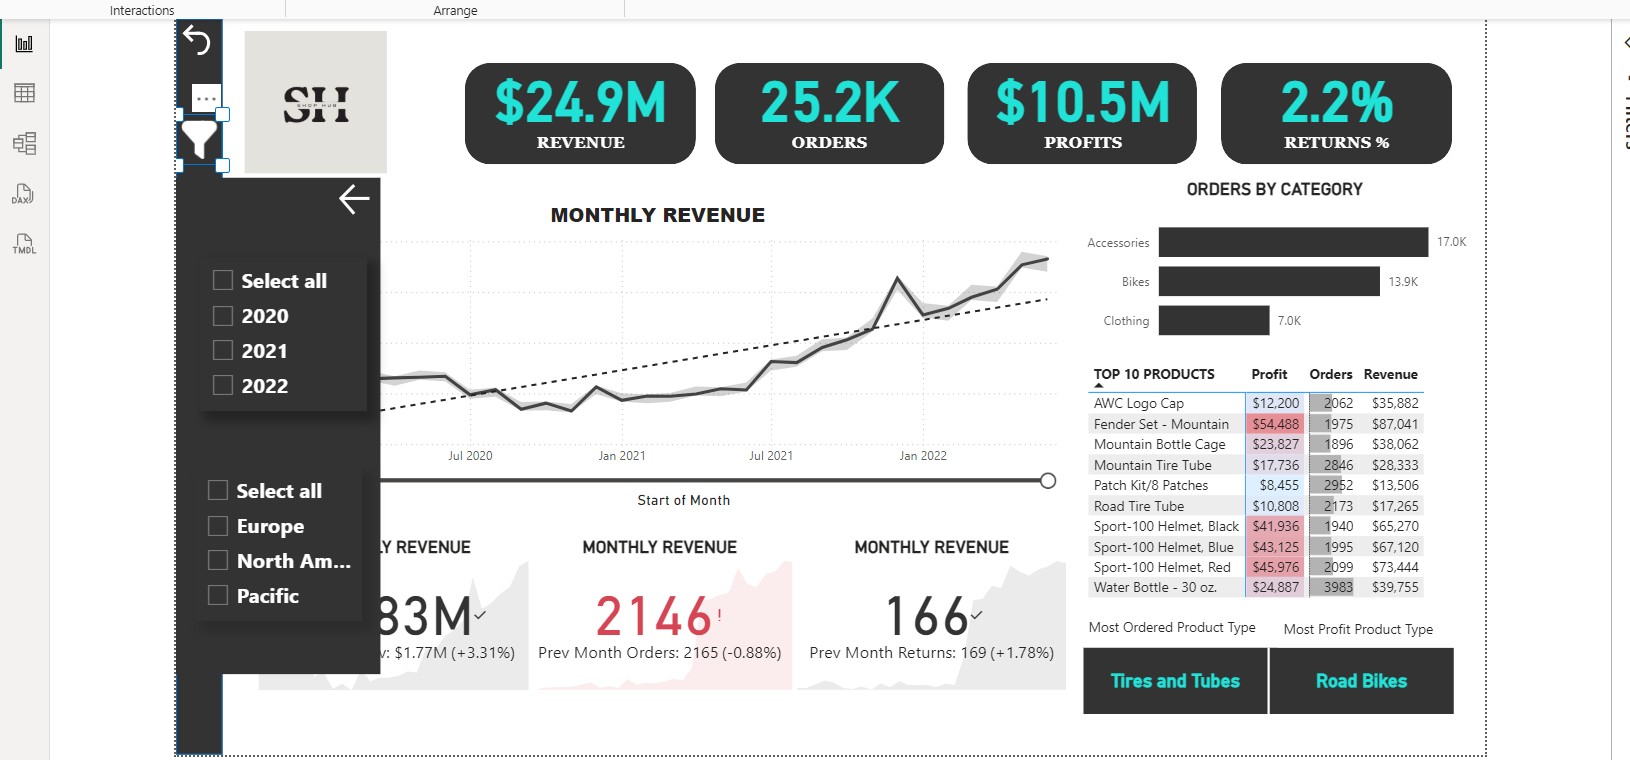 Interactions
Arrange
SH
SHOP HUB
$24.9M
REVENUE
25.2K
ORDERS
$10.5M
PROFITS
2.2%
RETURNS %
DAX
TMDL
Select all
2020
2021
2022
Select all
Europe
North Am...
Pacific
MONTHLY REVENUE
Jul 2020
Jan 2021
Jul 2021
Jan 2022
Start of Month
LY REVENUE
83M
v: $1.77M (+3.31%)
MONTHLY REVENUE
2146!
Prev Month Orders: 2165 (-0.88%)
MONTHLY REVENUE
166
Prev Month Returns: 169 (+1.78%)
ORDERS BY CATEGORY
Accessories 17.0K
Bikes 13.9K
Clothing 7.0K
TOP 10 PRODUCTS Profit Orders Revenue
AWC Logo Cap $12,200 2062 $35,882
Fender Set - Mountain $54,488 1975 $87,041
Mountain Bottle Cage $23,827 1896 $38,062
Mountain Tire Tube $17,736 2846 $28,333
Patch Kit/8 Patches $8,455 2952 $13,506
Road Tire Tube $10,808 2173 $17,265
Sport-100 Helmet, Black $41,936 1940 $65,270
Sport-100 Helmet, Blue $43,125 1995 $67,120
Sport-100 Helmet, Red $45,976 2099 $73,444
Water Bottle - 30 oz. $24,887 3983 $39,755
Most Ordered Product Type
Tires and Tubes
Most Profit Product Type
Road Bikes